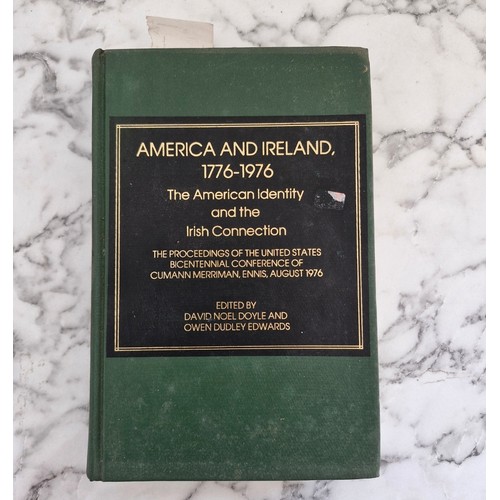 AMERICA AND IRELAND,
1776-1976
The American Identity
and the
Irish Connection
THE PROCEEDINGS OF THE UNITED STATES
BICENTENNIAL CONFERENCE OF
CUMANN MERRIMAN, ENNIS, AUGUST 1976
EDITED BY
DAVID NOEL DOYLE AND
OWEN DUDLEY EDWARDS